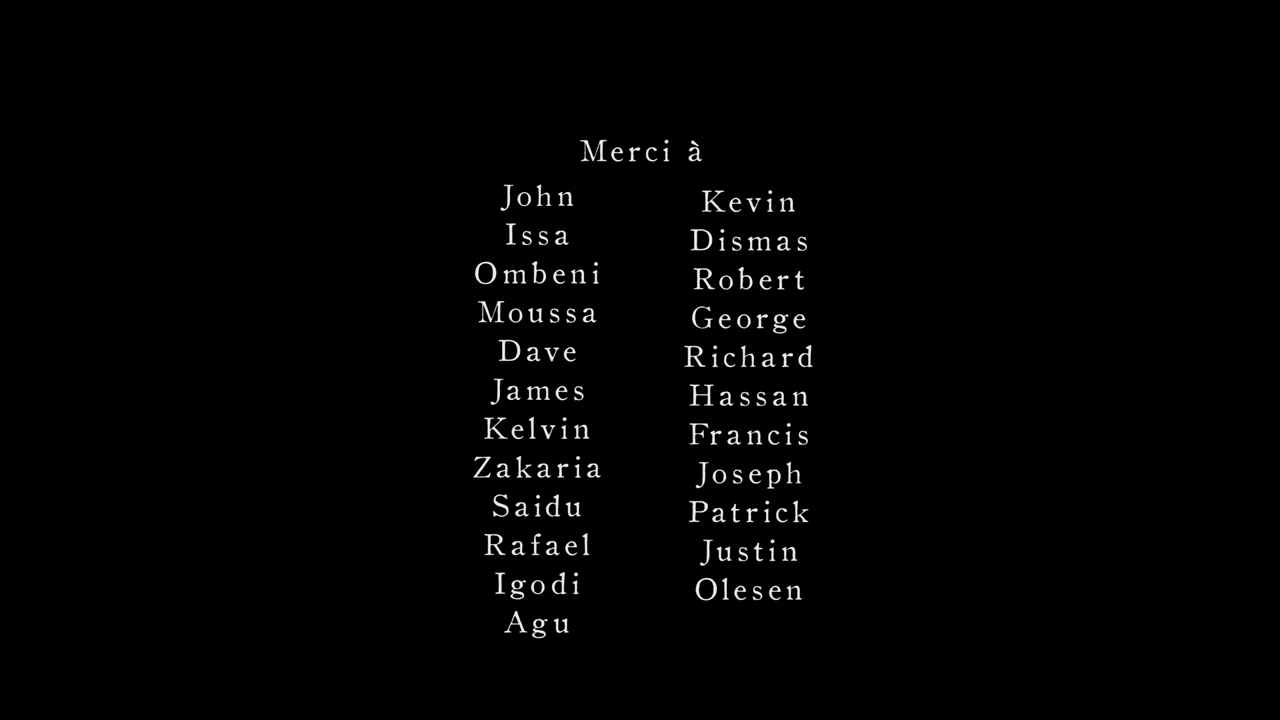 Merci à
John
Issa
Ombeni
Moussa
Dave
James
Kelvin
Zakaria
Saidu
Rafael
Igodi
Agu
Kevin
Dismas
Robert
George
Richard
Hassan
Francis
Joseph
Patrick
Justin
Olesen